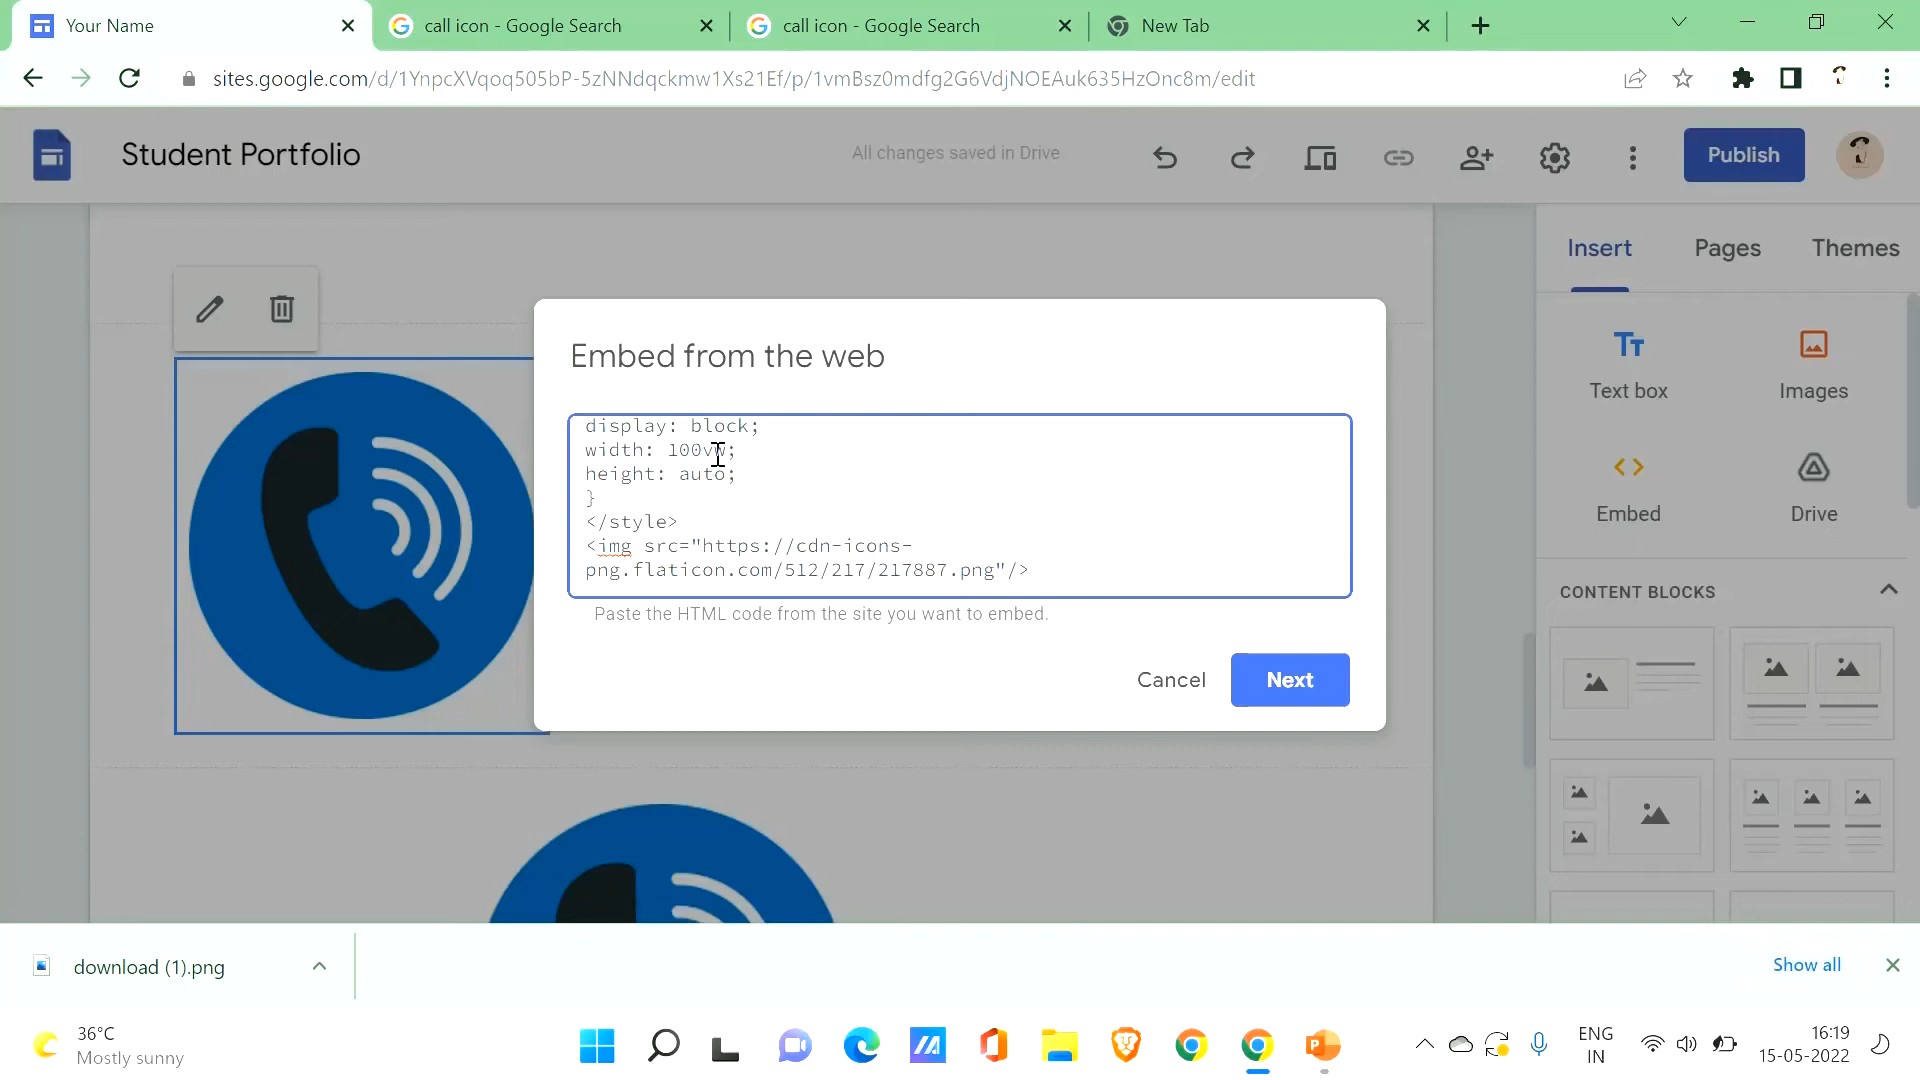 Your Name
call icon - Google Search
call icon - Google Search
New Tab
sites.google.com/d/1YnpcXVqoq505bP-5zNNdqckmw1Xs21Ef/p/1vmBsz0mdfg2G6VdjNOEAuk635HzOnc8m/edit
Student Portfolio
All changes saved in Drive
Publish
Insert
Pages
Themes
Embed from the web
display: block;
width: 100vw;
height: auto;
}
</style>
<img src="https://cdn-icons-
png.flaticon.com/512/217/217887.png"/>
Paste the HTML code from the site you want to embed.
Cancel
Next
Text box
Images
Embed
Drive
CONTENT BLOCKS
download (1).png
Show all
36°C
Mostly sunny
ENG
IN
16:19
15-05-2022